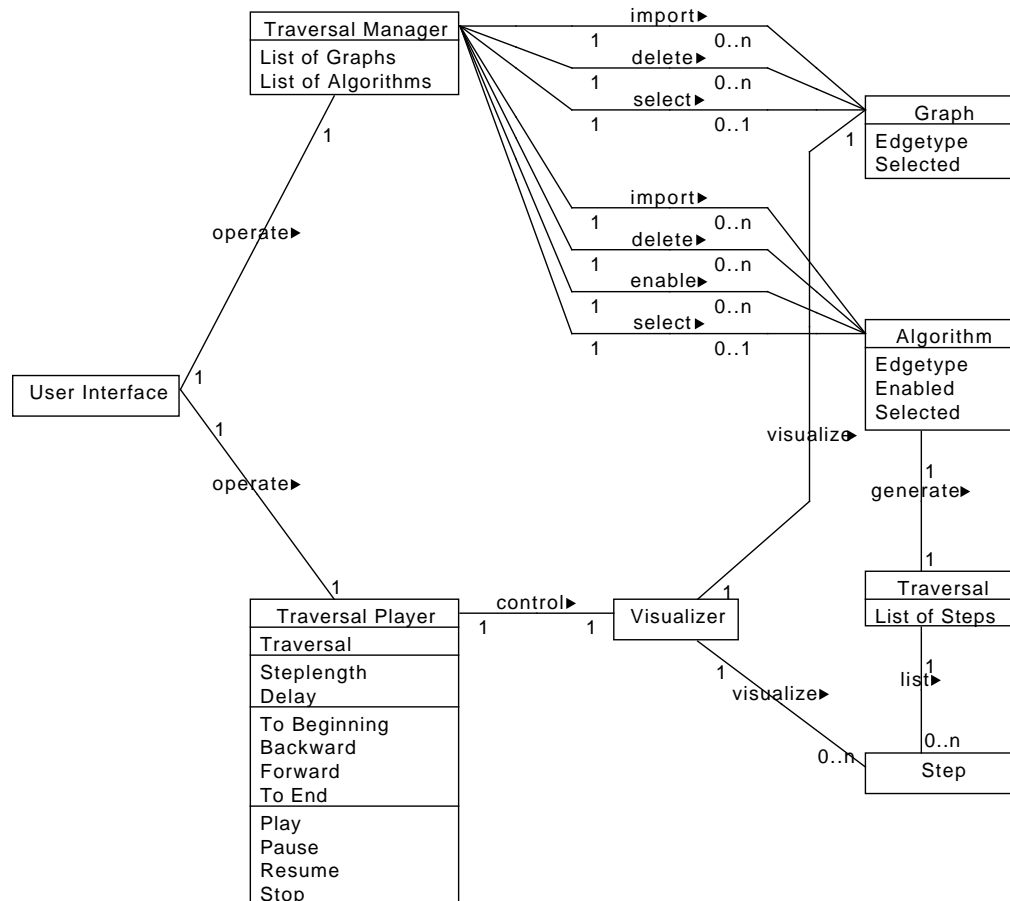 Traversal Manager
List of Graphs
List of Algorithms
import▶
1
0..n
delete▶
1
0..n
select▶
1
0..1
Graph
Edgetype
Selected
1
1
operate▶
import▶
1
0..n
delete▶
1
0..n
enable▶
1
0..n
select▶
1
0..1
Algorithm
Edgetype
Enabled
Selected
User Interface
1
1
operate▶
1
visualize▶
1
generate▶
1
Traversal
List of Steps
1
list▶
0..n
Step
Traversal Player
Traversal
Steplength
Delay
To Beginning
Backward
Forward
To End
Play
Pause
Resume
Stop
control▶
1
1
Visualizer
1
1
visualize▶
0..n